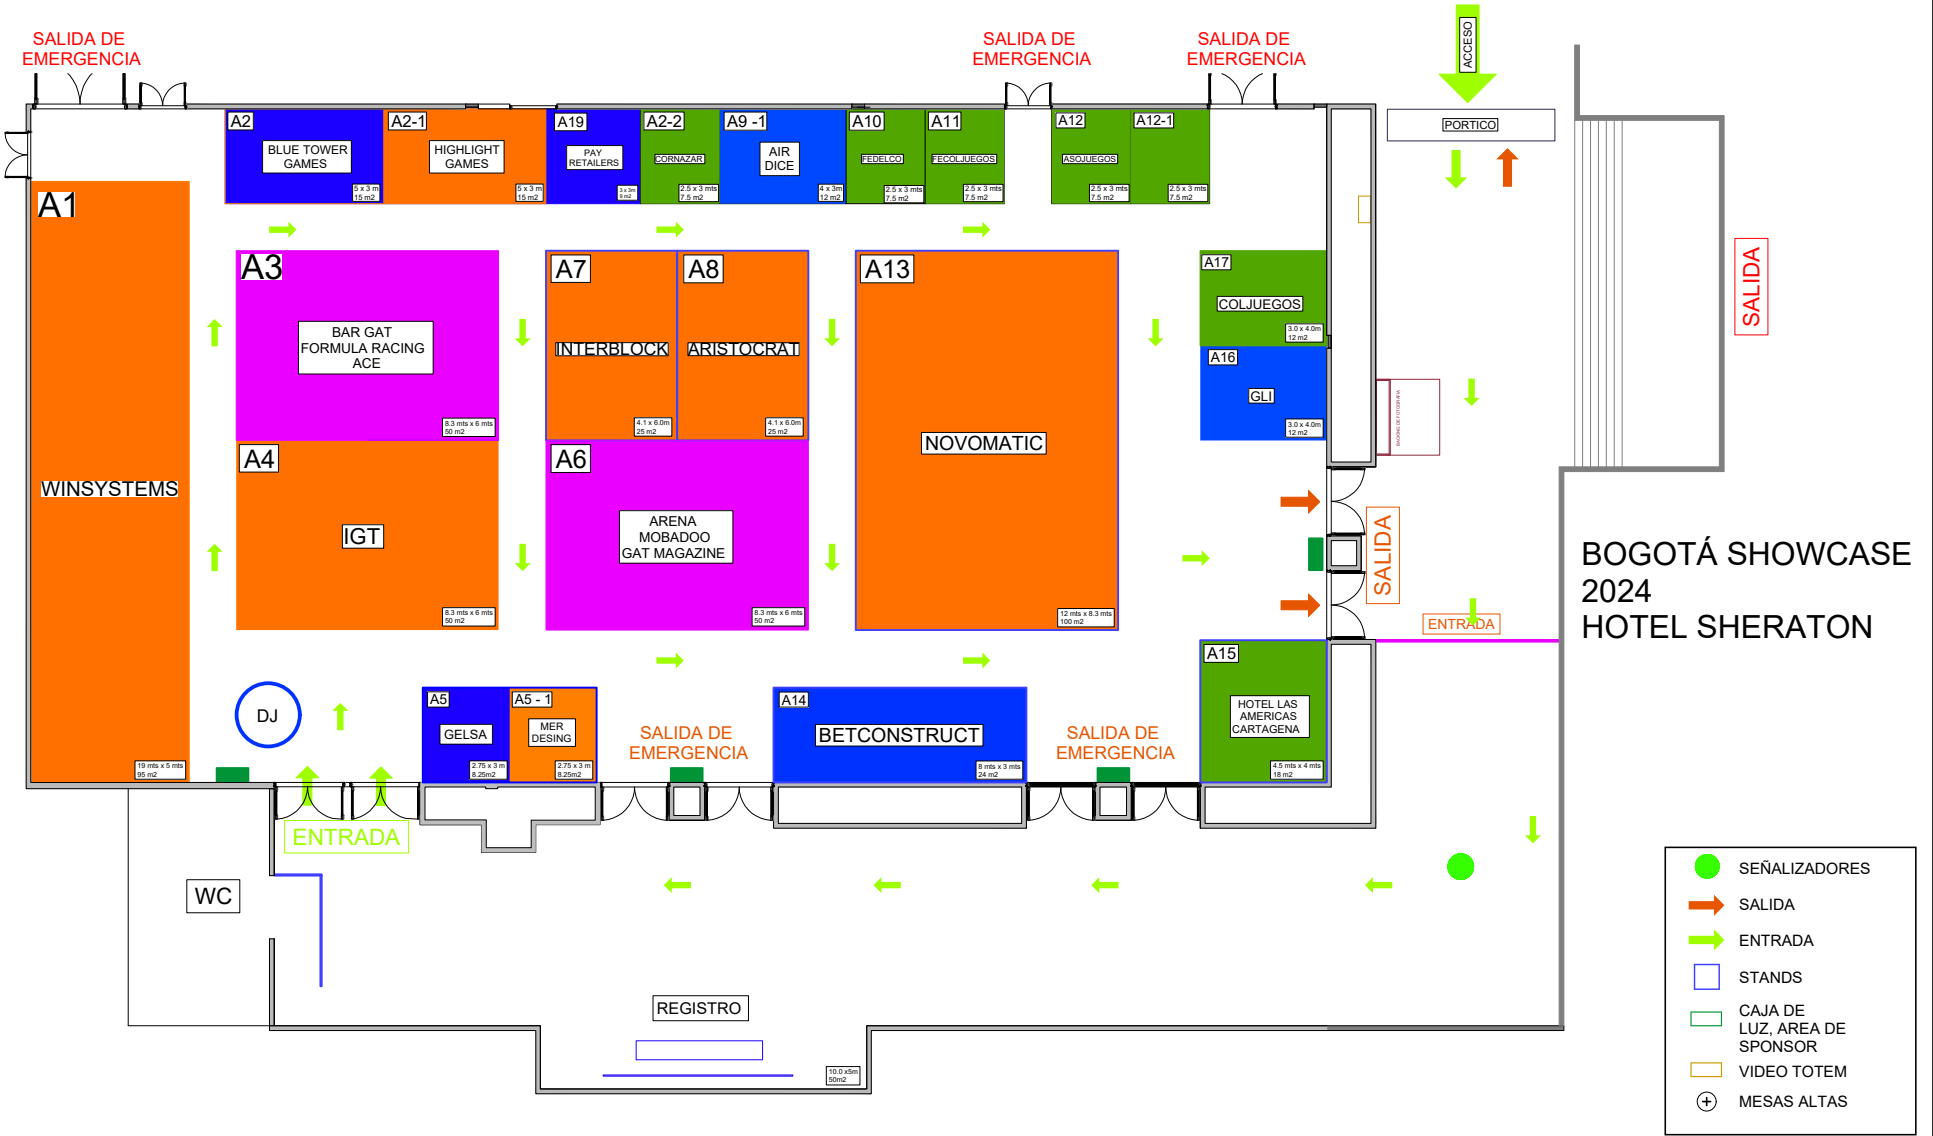 SALIDA DE
EMERGENCIA
SALIDA DE
EMERGENCIA
SALIDA DE
EMERGENCIA
ACCESO
PORTICO
A2
BLUE TOWER
GAMES
5 x 3 m
15 m2
A2-1
HIGHLIGHT
GAMES
5 x 3 m
15 m2
A19
PAY
RETAILERS
3 x 3m
9 m2
A2-2
CORNAZAR
2.5 x 3 mts
7.5 m2
A9 -1
AIR
DICE
4 x 3m
12 m2
A10
FEDELCO
2.5 x 3 mts
7.5 m2
A11
FECOLJUEGOS
2.5 x 3 mts
7.5 m2
A12
ASOJUEGOS
2.5 x 3 mts
7.5 m2
A12-1
2.5 x 3 mts
7.5 m2
A1
WINSYSTEMS
19 mts x 5 mts
95 m2
A3
BAR GAT
FORMULA RACING
ACE
8.3 mts x 6 mts
50 m2
A7
INTERBLOCK
4.1 x 6.0m
25 m2
A8
ARISTOCRAT
4.1 x 6.0m
25 m2
A13
NOVOMATIC
12 mts x 8.3 mts
100 m2
A17
COLJUEGOS
3.0 x 4.0m
12 m2
A16
GLI
3.0 x 4.0m
12 m2
BACKING DE FOTOGRAFIA
SALIDA
A4
IGT
8.3 mts x 6 mts
50 m2
A6
ARENA
MOBADOO
GAT MAGAZINE
8.3 mts x 6 mts
50 m2
SALIDA
ENTRADA
BOGOTÁ SHOWCASE
2024
HOTEL SHERATON
DJ
A5
GELSA
2.75 x 3 m
8.25m2
A5 - 1
MER
DESING
2.75 x 3 m
8.25m2
SALIDA DE
EMERGENCIA
A14
BETCONSTRUCT
8 mts x 3 mts
24 m2
SALIDA DE
EMERGENCIA
A15
HOTEL LAS
AMERICAS
CARTAGENA
4.5 mts x 4 mts
18 m2
ENTRADA
WC
REGISTRO
10.0 x5m
50m2
SEÑALIZADORES
SALIDA
ENTRADA
STANDS
CAJA DE
LUZ, AREA DE
SPONSOR
VIDEO TOTEM
MESAS ALTAS